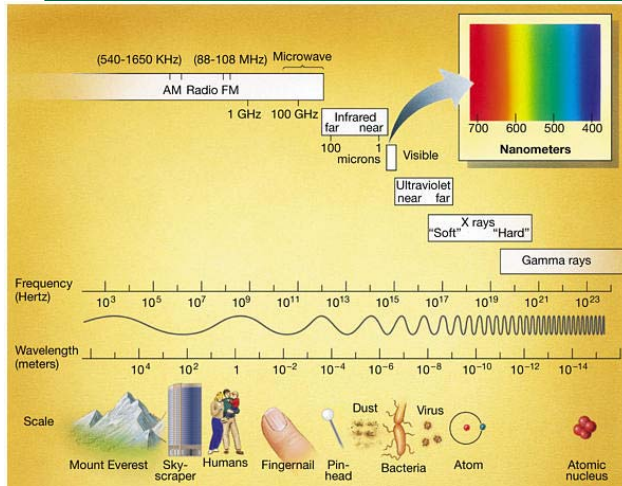 (540-1650 KHz) (88-108 MHz) Microwave
AM Radio FM
1 GHz 100 GHz
Infrared
far near
100 1
microns
Visible
700 600 500 400
Nanometers
Ultraviolet
near far
X rays
"Soft" "Hard"
Gamma rays
Frequency
(Hertz)
10³ 10⁵ 10⁷ 10⁹ 10¹¹ 10¹³ 10¹⁵ 10¹⁷ 10¹⁹ 10²¹ 10²³
Wavelength
(meters)
10⁴ 10² 1 10⁻² 10⁻⁴ 10⁻⁶ 10⁻⁸ 10⁻¹⁰ 10⁻¹² 10⁻¹⁴
Scale
Mount Everest
Sky-
scraper
Humans
Fingernail
Pin-
head
Dust
Bacteria
Virus
Atom
Atomic
nucleus